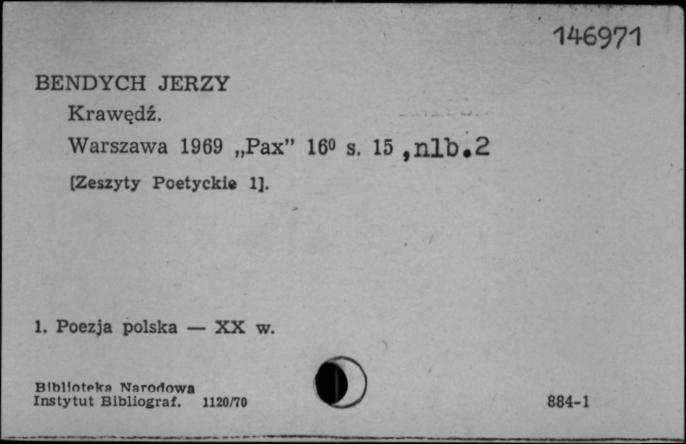 146971
BENDYCH JERZY
Krawędź.
Warszawa 1969 „Pax” 16⁰ s. 15 , nlb. 2
[Zeszyty Poetyckie 1].
1. Poezja polska — XX w.
Biblioteka Narodowa
Instytut Bibliograf. 1120/70
884-1